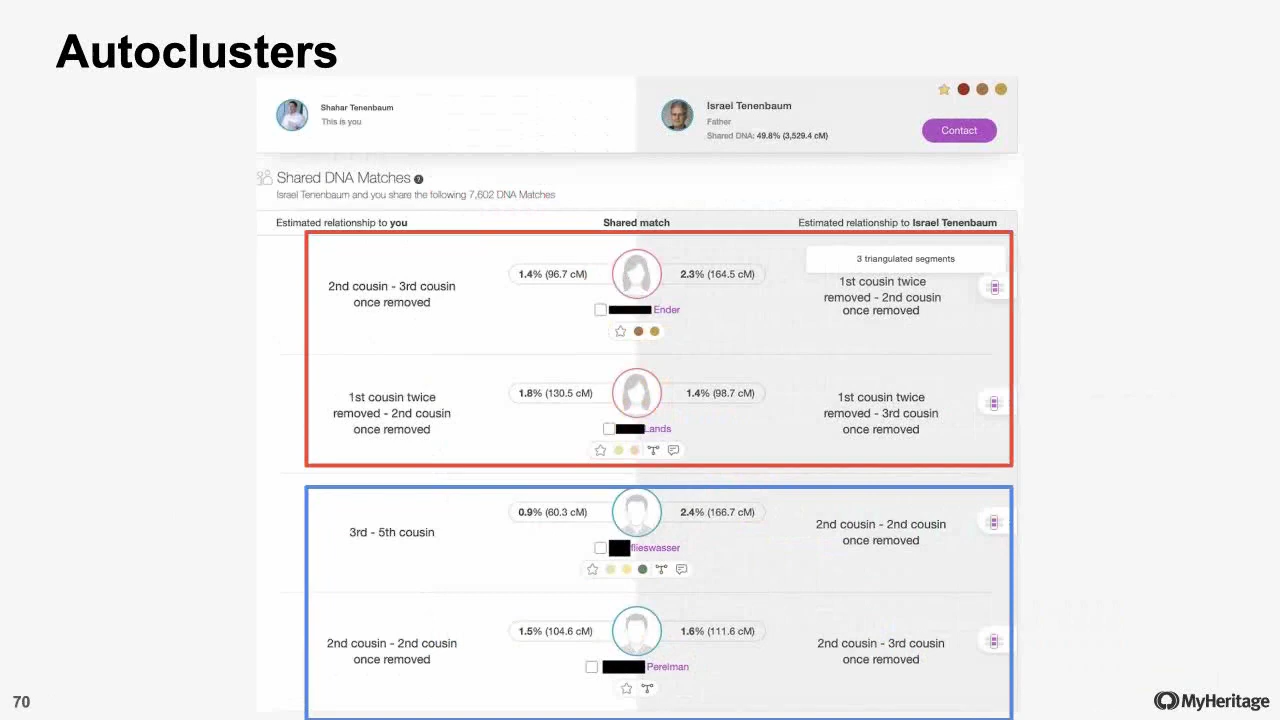 Autoclusters
Shahar Tenenbaum
This is you
Israel Tenenbaum
Father
Shared DNA: 49.8% (3,529.4 cM)
Contact
Shared DNA Matches ?
Israel Tenenbaum and you share the following 7,602 DNA Matches
Estimated relationship to you
Shared match
Estimated relationship to Israel Tenenbaum
2nd cousin - 3rd cousin
once removed
1.4% (96.7 cM)
2.3% (164.5 cM)
Ender
3 triangulated segments
1st cousin twice
removed - 2nd cousin
once removed
1st cousin twice
removed - 2nd cousin
once removed
1.8% (130.5 cM)
1.4% (98.7 cM)
Lands
1st cousin twice
removed - 3rd cousin
once removed
3rd - 5th cousin
0.9% (60.3 cM)
2.4% (166.7 cM)
flieswasser
2nd cousin - 2nd cousin
once removed
2nd cousin - 2nd cousin
once removed
1.5% (104.6 cM)
1.6% (111.6 cM)
Perelman
2nd cousin - 3rd cousin
once removed
70
MyHeritage